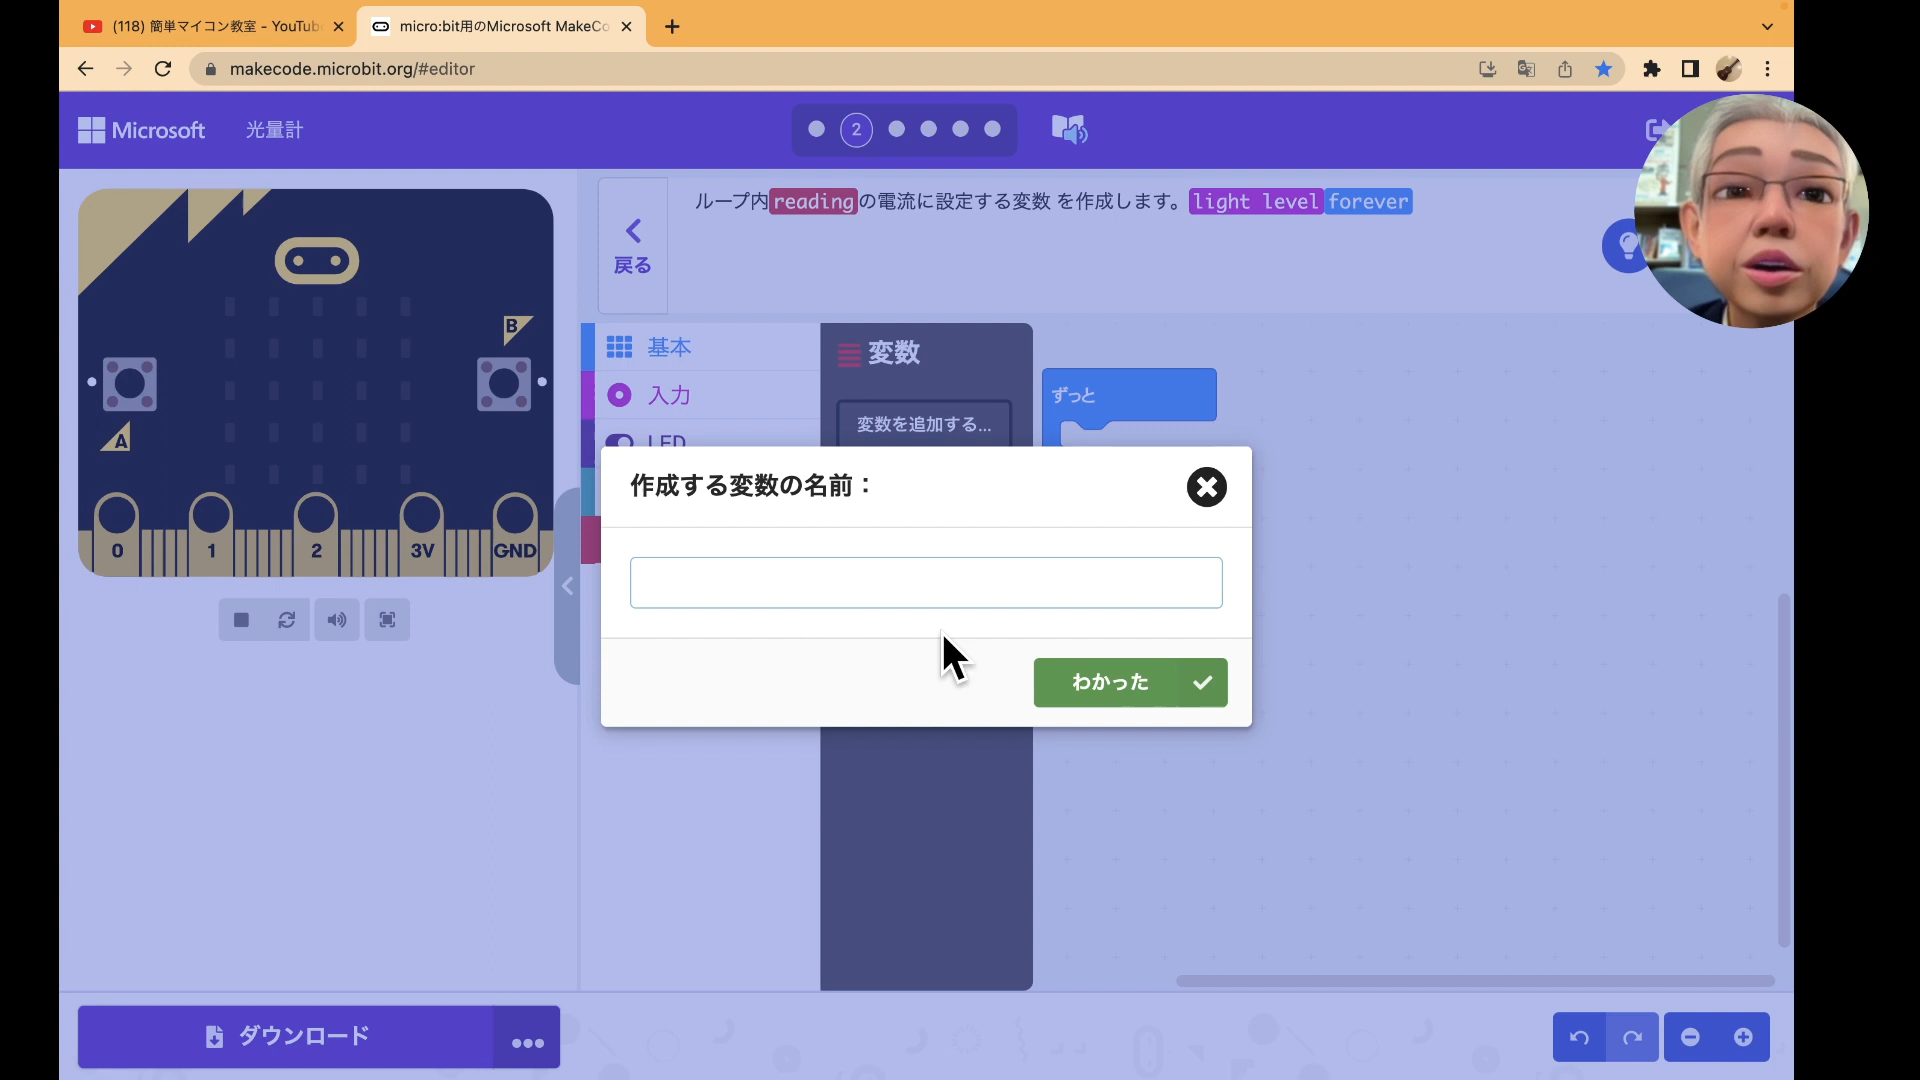 (118) 簡単マイコン教室 - YouTub
micro:bit用のMicrosoft MakeCo
makecode.microbit.org/#editor
Microsoft 光量計
2
ループ内readingの電流に設定する変数 を作成します。light levelforever
戻る
B
A
0 1 2 3V GND
基本
入力
LED
変数
変数を追加する...
ずっと
作成する変数の名前：
わかった
ダウンロード